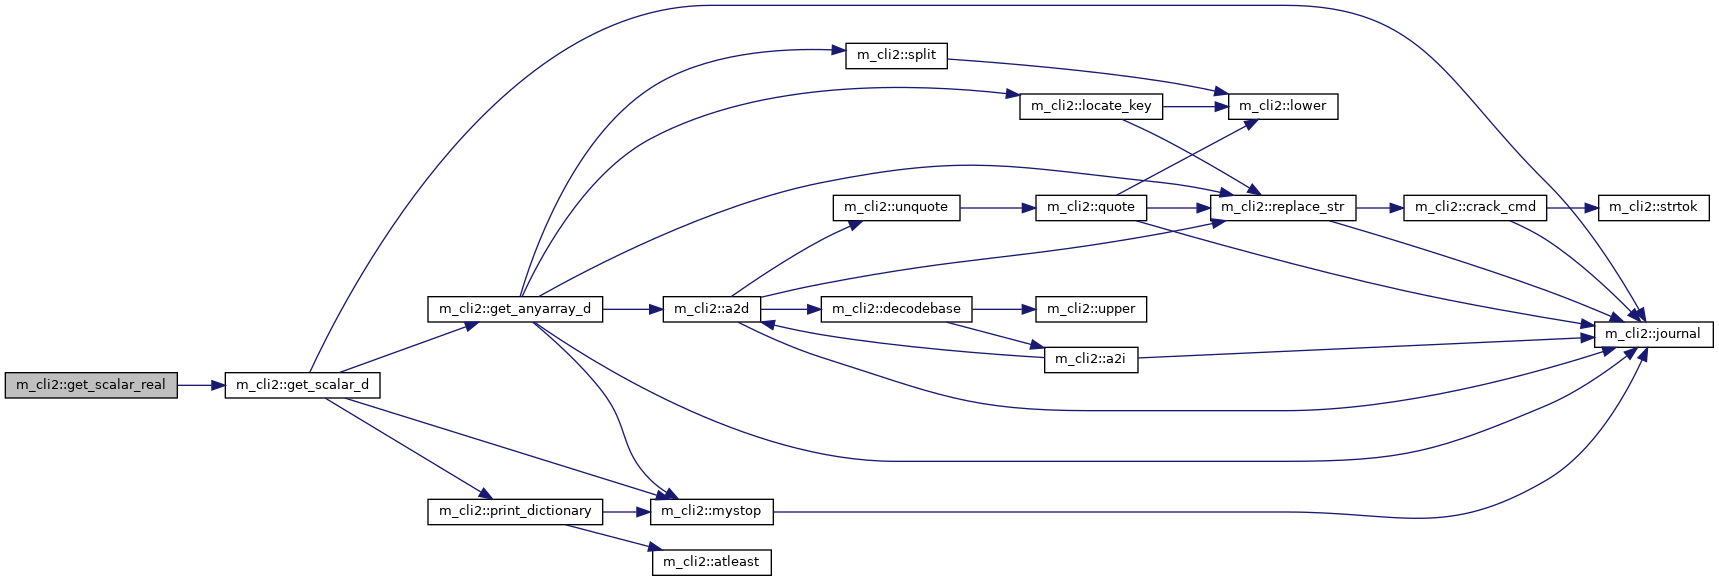 m_cli2::split
m_cli2::locate_key
m_cli2::lower
m_cli2::unquote
m_cli2::quote
m_cli2::replace_str
m_cli2::crack_cmd
m_cli2::strtok
m_cli2::get_anyarray_d
m_cli2::a2d
m_cli2::decodebase
m_cli2::upper
m_cli2::journal
m_cli2::a2i
m_cli2::get_scalar_real
m_cli2::get_scalar_d
m_cli2::print_dictionary
m_cli2::mystop
m_cli2::atleast